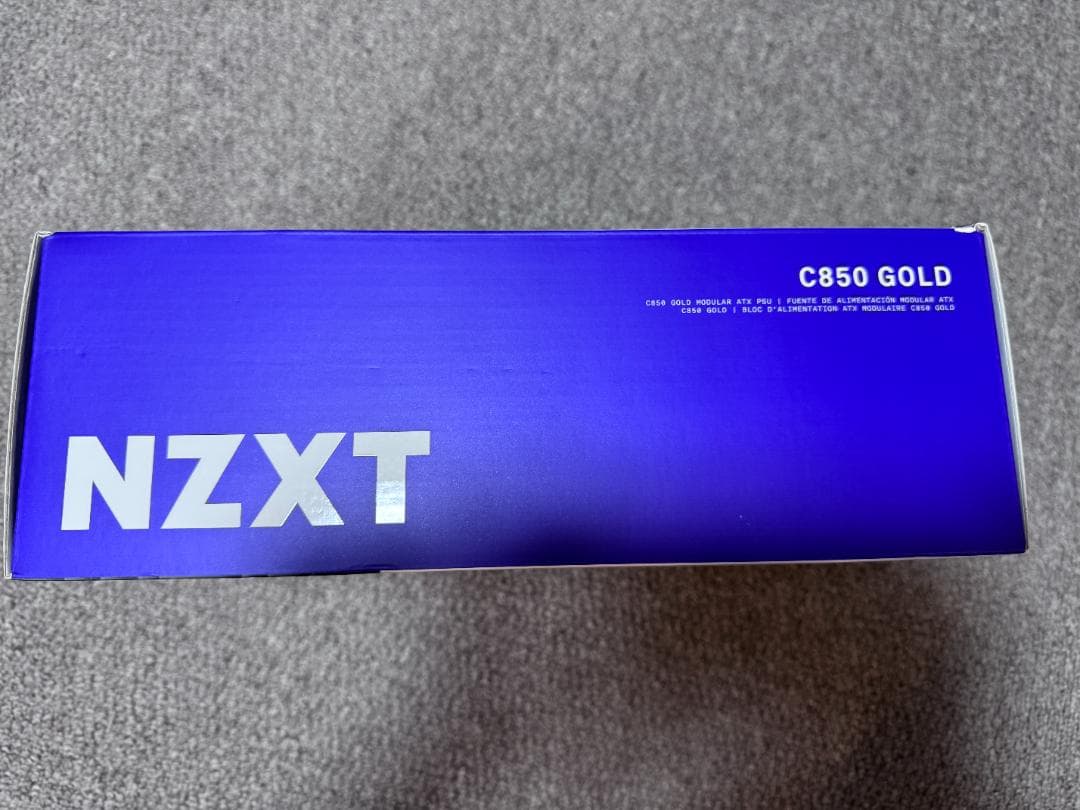 C850 GOLD
C850 GOLD MODULAR ATX PSU | FUENTE DE ALIMENTACIÓN MODULAR ATX
C850 GOLD | BLOC D'ALIMENTATION ATX MODULAIRE C850 GOLD
NZXT